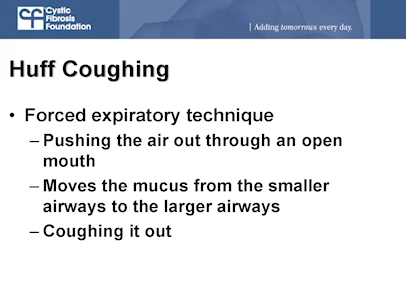 Cystic
Fibrosis
Foundation
| Adding tomorrows every day.
Huff Coughing
• Forced expiratory technique
– Pushing the air out through an open
mouth
– Moves the mucus from the smaller
airways to the larger airways
– Coughing it out